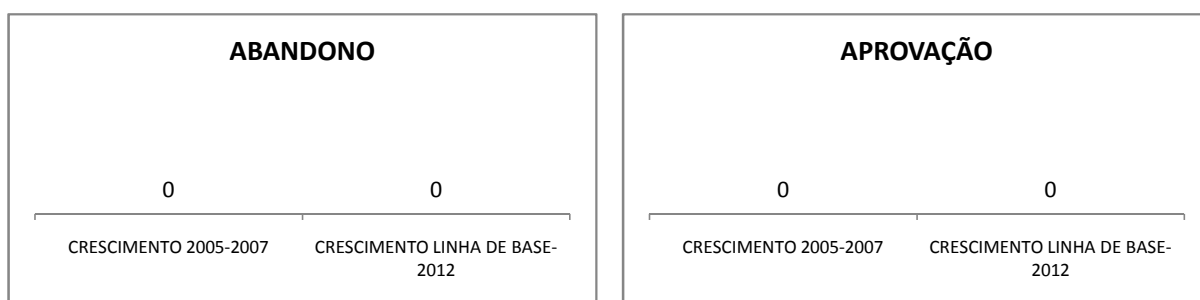 ABANDONO
0
0
CRESCIMENTO 2005-2007
CRESCIMENTO LINHA DE BASE-
2012
APROVAÇÃO
0
0
CRESCIMENTO 2005-2007
CRESCIMENTO LINHA DE BASE-
2012